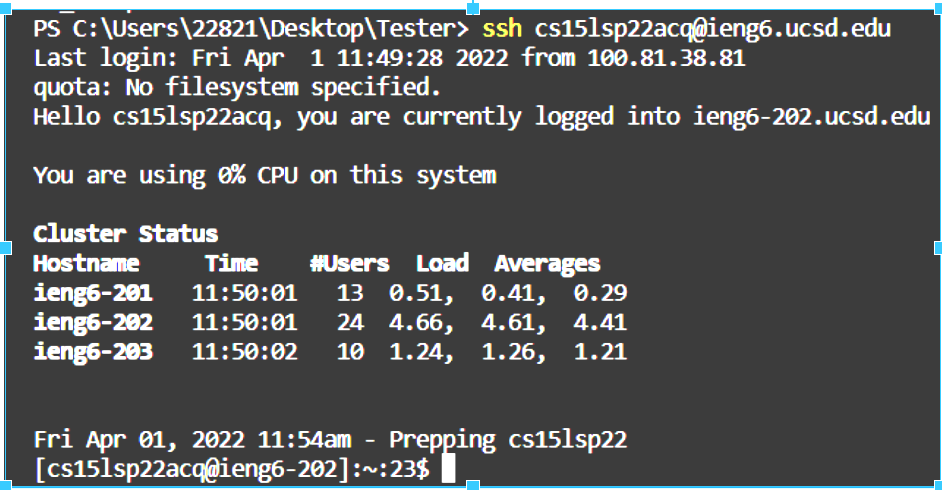 PS C:\Users\22821\Desktop\Tester> ssh cs15lsp22acq@ieng6.ucsd.edu
Last login: Fri Apr  1 11:49:28 2022 from 100.81.38.81
quota: No filesystem specified.
Hello cs15lsp22acq, you are currently logged into ieng6-202.ucsd.edu
You are using 0% CPU on this system
Cluster Status
Hostname     Time    #Users  Load  Averages
ieng6-201   11:50:01   13  0.51,  0.41,  0.29
ieng6-202   11:50:01   24  4.66,  4.61,  4.41
ieng6-203   11:50:02   10  1.24,  1.26,  1.21
Fri Apr 01, 2022 11:54am - Prepping cs15lsp22
[cs15lsp22acq@ieng6-202]:~:23$